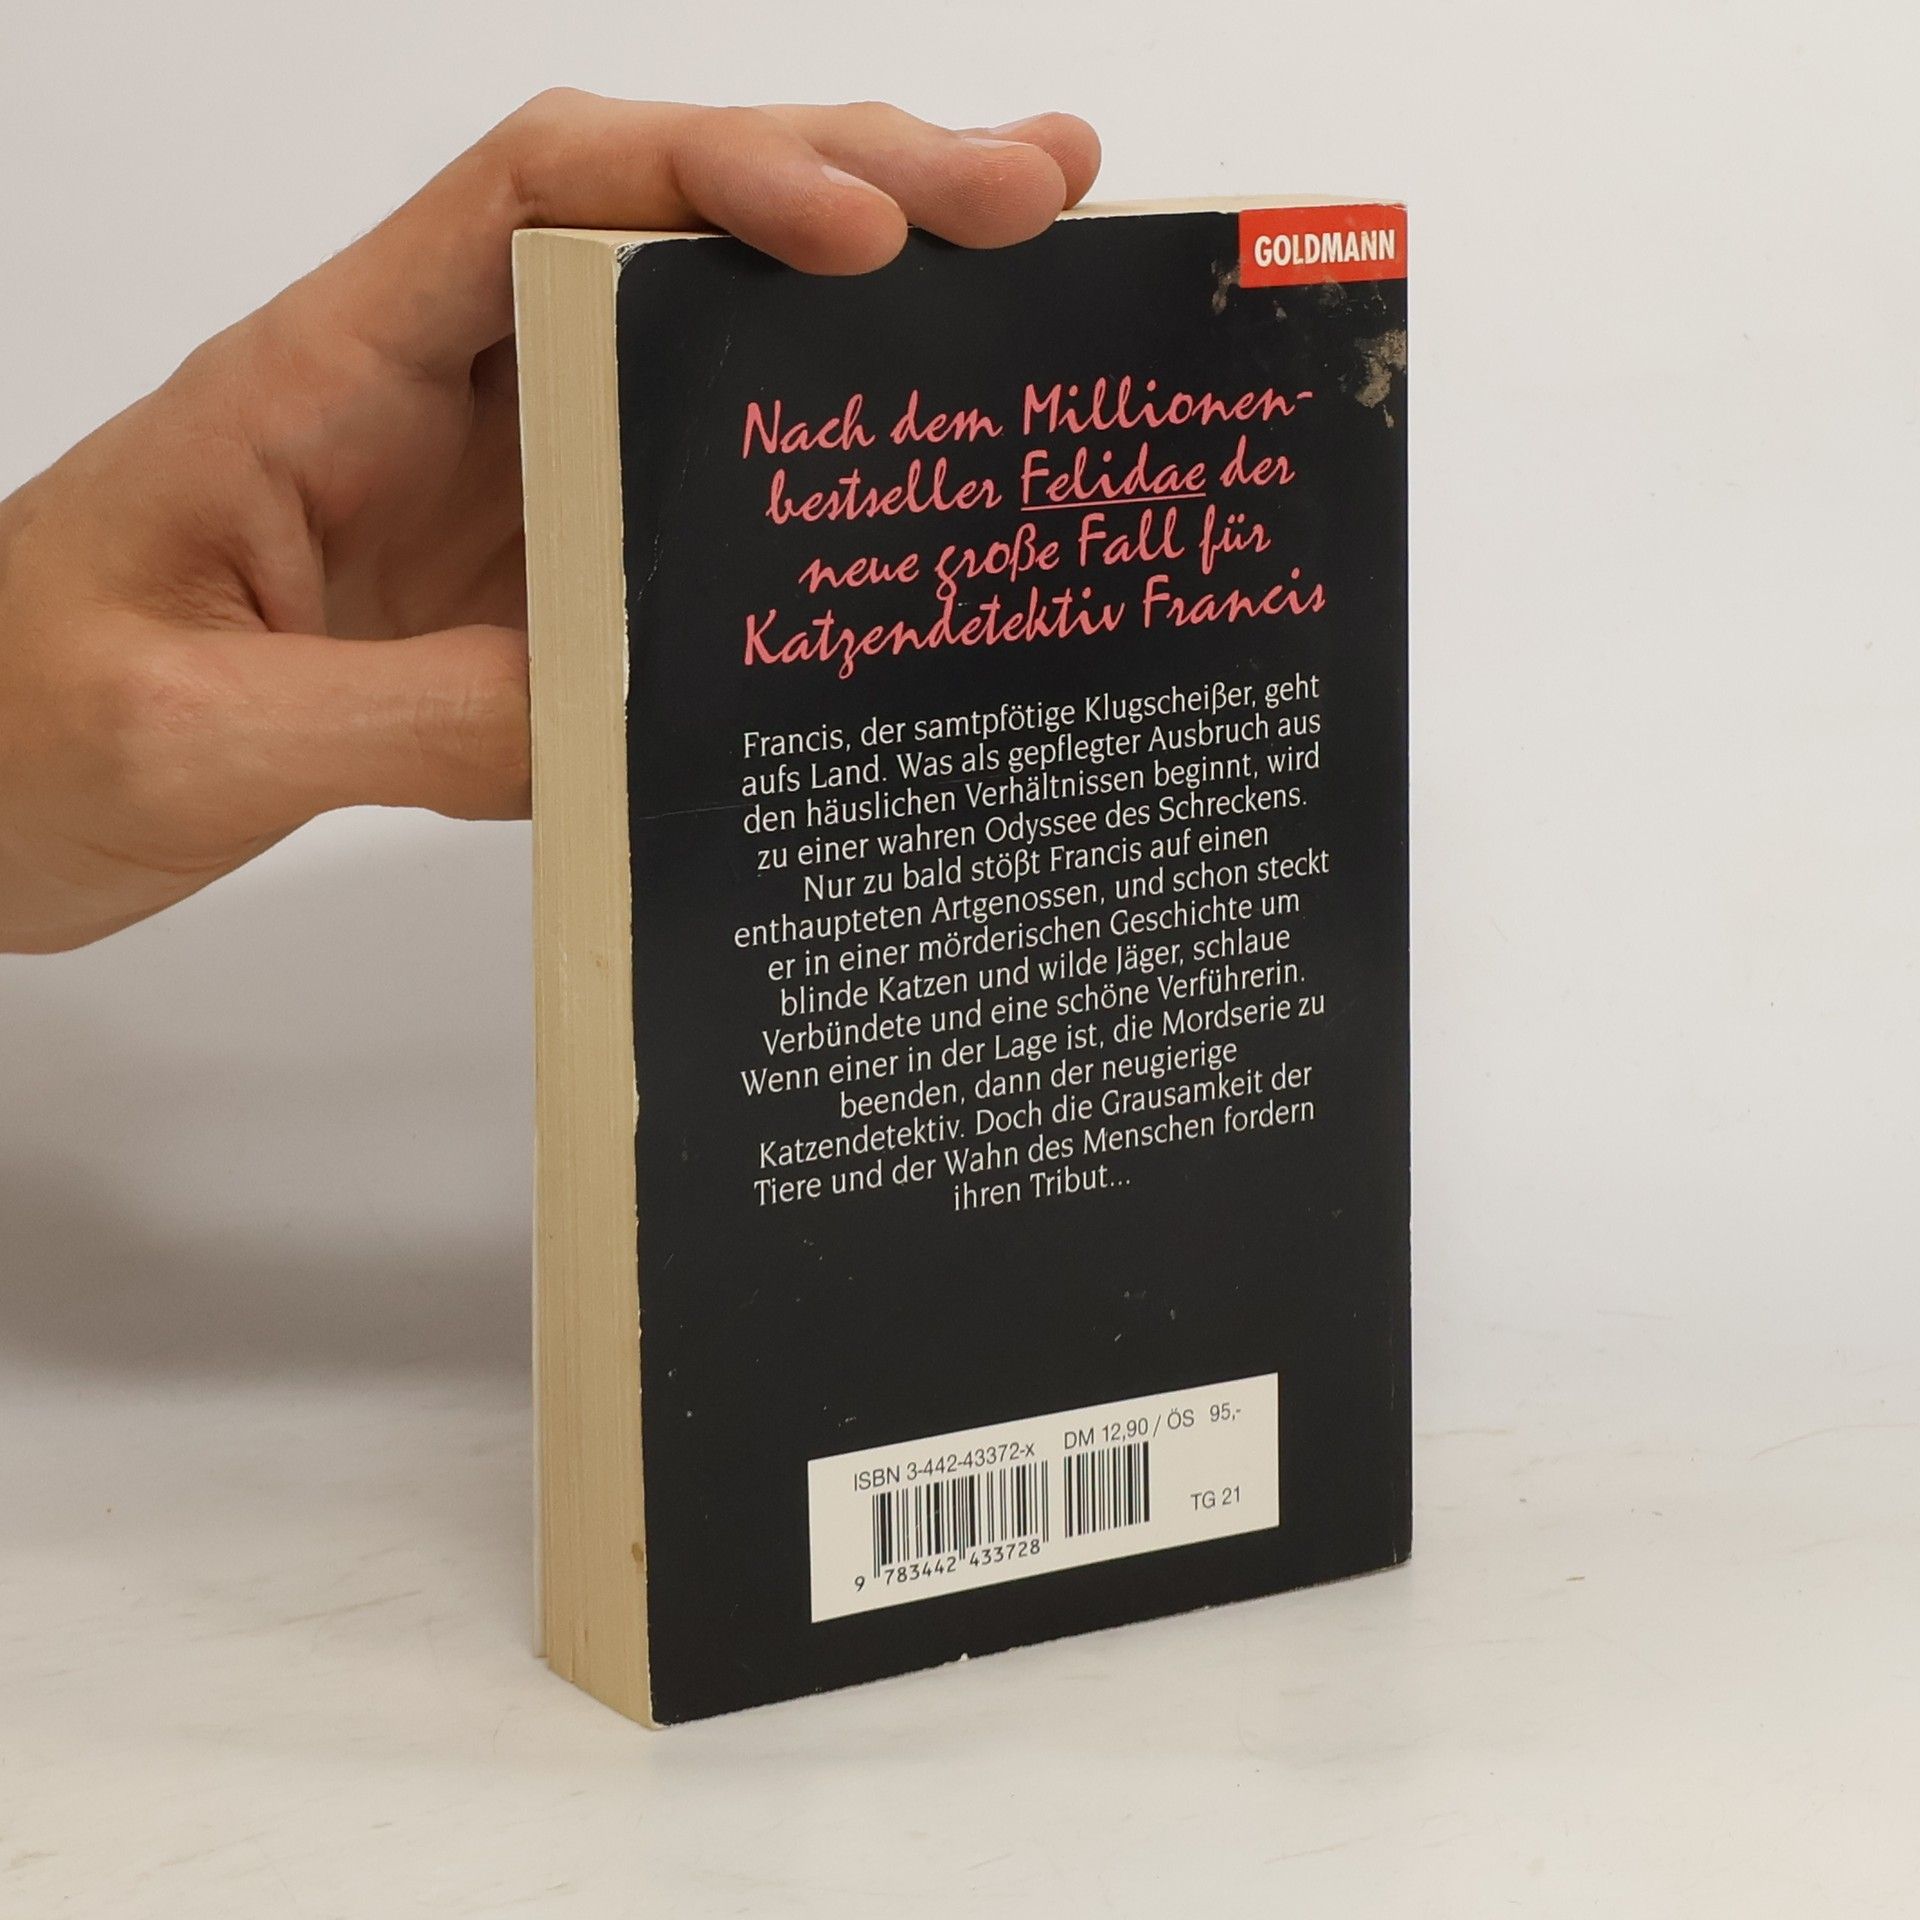 GOLDMANN
Nach dem Millionen-
bestseller Felidae der
neue große Fall für
Katzendetektiv Francis
Francis, der samtpfötige Klugscheißer, geht
aufs Land. Was als gepflegter Ausbruch aus
den häuslichen Verhältnissen beginnt, wird
zu einer wahren Odyssee des Schreckens.
Nur zu bald stößt Francis auf einen
enthaupteten Artgenossen, und schon steckt
er in einer mörderischen Geschichte um
blinde Katzen und wilde Jäger, schlaue
Verbündete und eine schöne Verführerin.
Wenn einer in der Lage ist, die Mordserie zu
beenden, dann der neugierige
Katzendetektiv. Doch die Grausamkeit der
Tiere und der Wahn des Menschen fordern
ihren Tribut...
ISBN 3-442-43372-x DM 12,90 / ÖS 95,-
TG 21
9 783442 433728